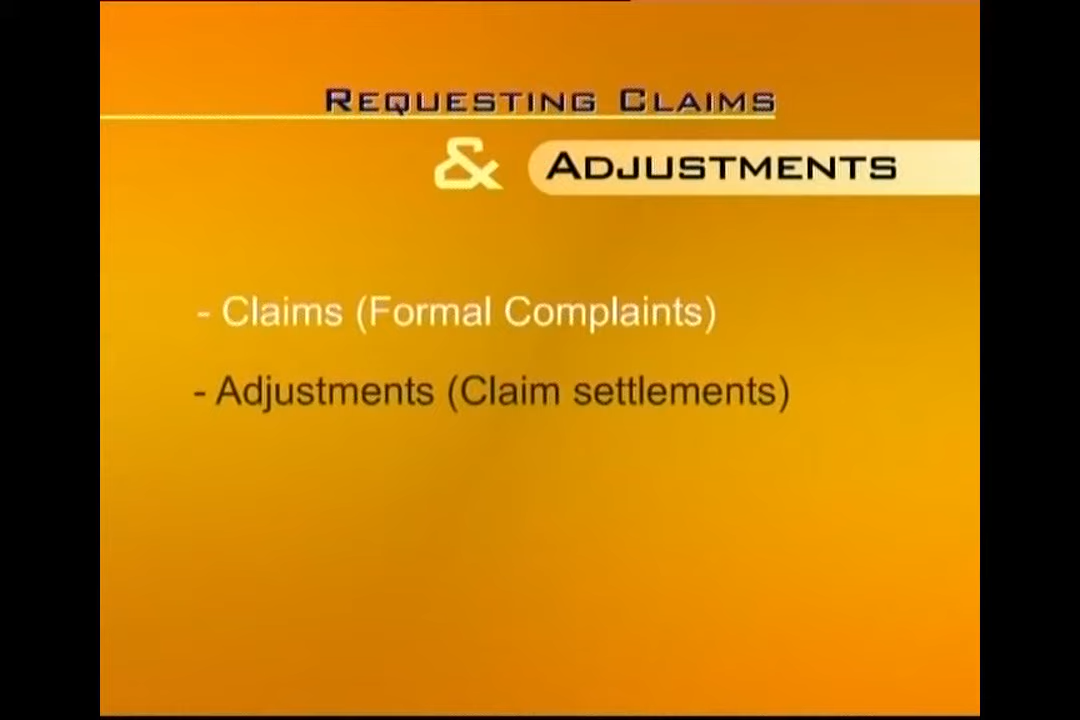 Requesting Claims
& Adjustments
- Claims (Formal Complaints)
- Adjustments (Claim settlements)